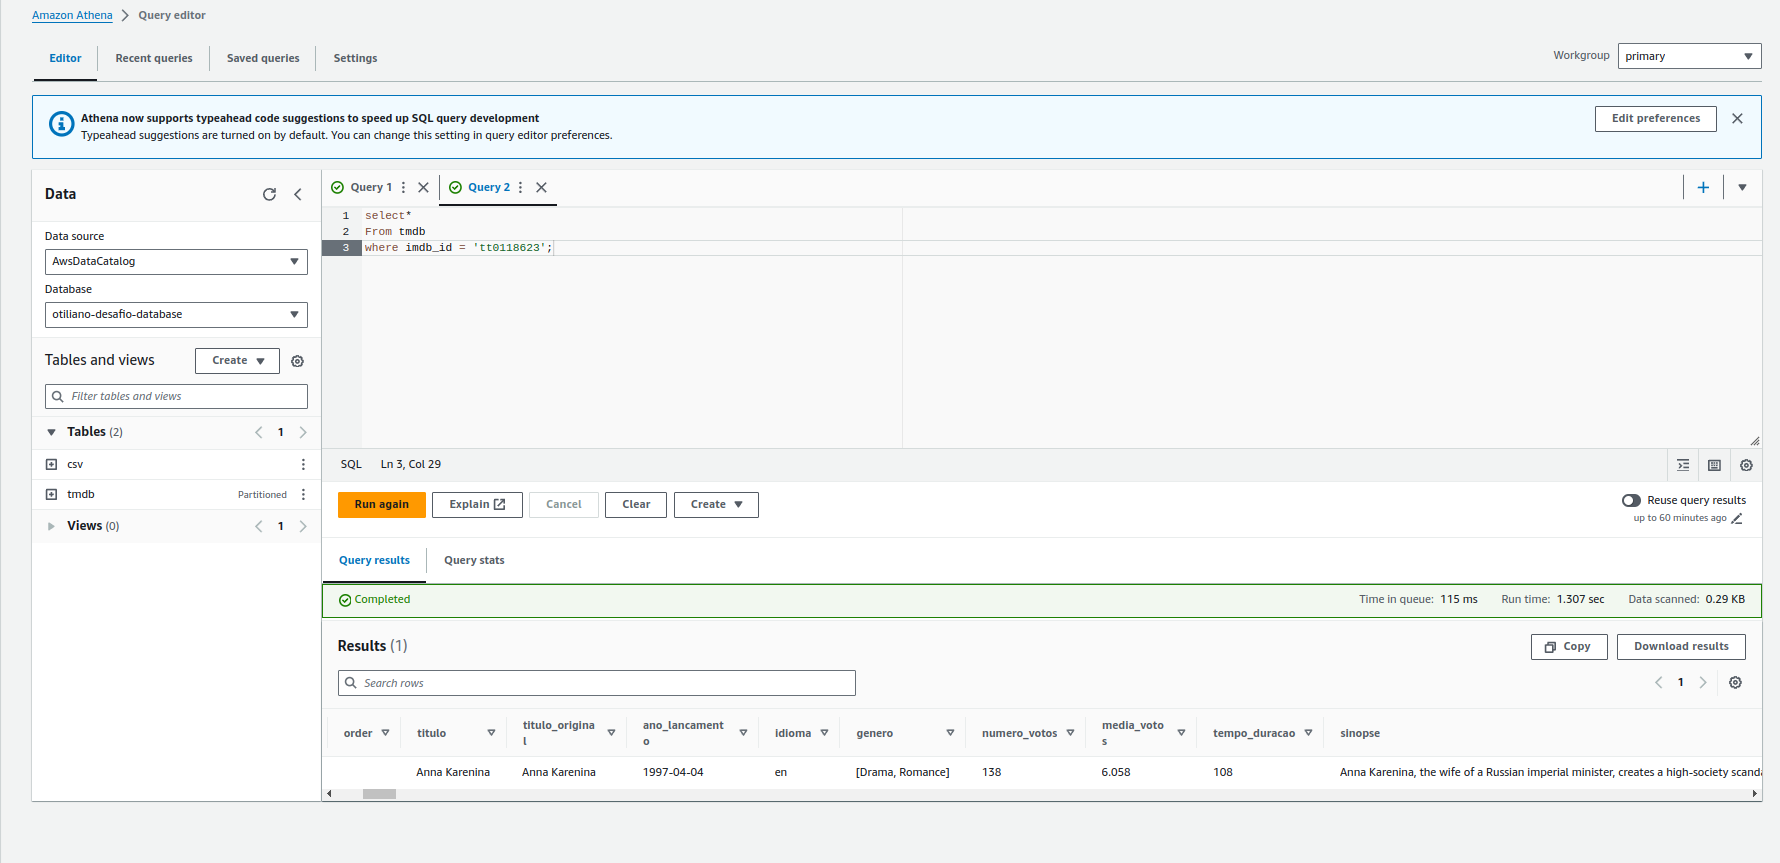 Amazon Athena > Query editor
Editor Recent queries Saved queries Settings
Workgroup primary
Athena now supports typeahead code suggestions to speed up SQL query development
Typeahead suggestions are turned on by default. You can change this setting in query editor preferences.
Edit preferences
Data
Data source
AwsDataCatalog
Database
otiliano-desafio-database
Tables and views Create
Filter tables and views
Tables (2) 1
csv
tmdb Partitioned
Views (0) 1
Query 1 Query 2
1 select*
2 From tmdb
3 where imdb_id = 'tt0118623';
SQL Ln 3, Col 29
Run again Explain Cancel Clear Create
Reuse query results
up to 60 minutes ago
Query results Query stats
Completed Time in queue: 115 ms Run time: 1.307 sec Data scanned: 0.29 KB
Results (1) Copy Download results
Search rows 1
order titulo titulo_original ano_lancamento idioma genero numero_votos media_votos tempo_duracao sinopse
Anna Karenina Anna Karenina 1997-04-04 en [Drama, Romance] 138 6.058 108 Anna Karenina, the wife of a Russian imperial minister, creates a high-society scanda